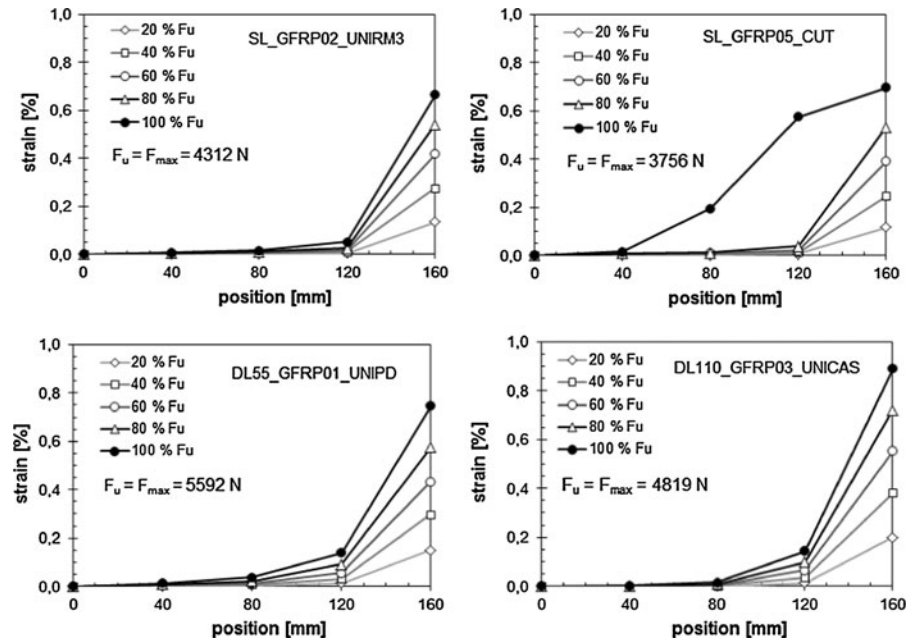 1,0
0,8
0,6
0,4
0,2
0,0
strain [%]
SL_GFRP02_UNIRM3
20 % Fu
40 % Fu
60 % Fu
80 % Fu
100 % Fu
Fu = Fmax = 4312 N
0 40 80 120 160
position [mm]
1,0
0,8
0,6
0,4
0,2
0,0
strain [%]
SL_GFRP05_CUT
20 % Fu
40 % Fu
60 % Fu
80 % Fu
100 % Fu
Fu = Fmax = 3756 N
0 40 80 120 160
position [mm]
1,0
0,8
0,6
0,4
0,2
0,0
strain [%]
DL55_GFRP01_UNIPD
20 % Fu
40 % Fu
60 % Fu
80 % Fu
100 % Fu
Fu = Fmax = 5592 N
0 40 80 120 160
position [mm]
1,0
0,8
0,6
0,4
0,2
0,0
strain [%]
DL110_GFRP03_UNICAS
20 % Fu
40 % Fu
60 % Fu
80 % Fu
100 % Fu
Fu = Fmax = 4819 N
0 40 80 120 160
position [mm]